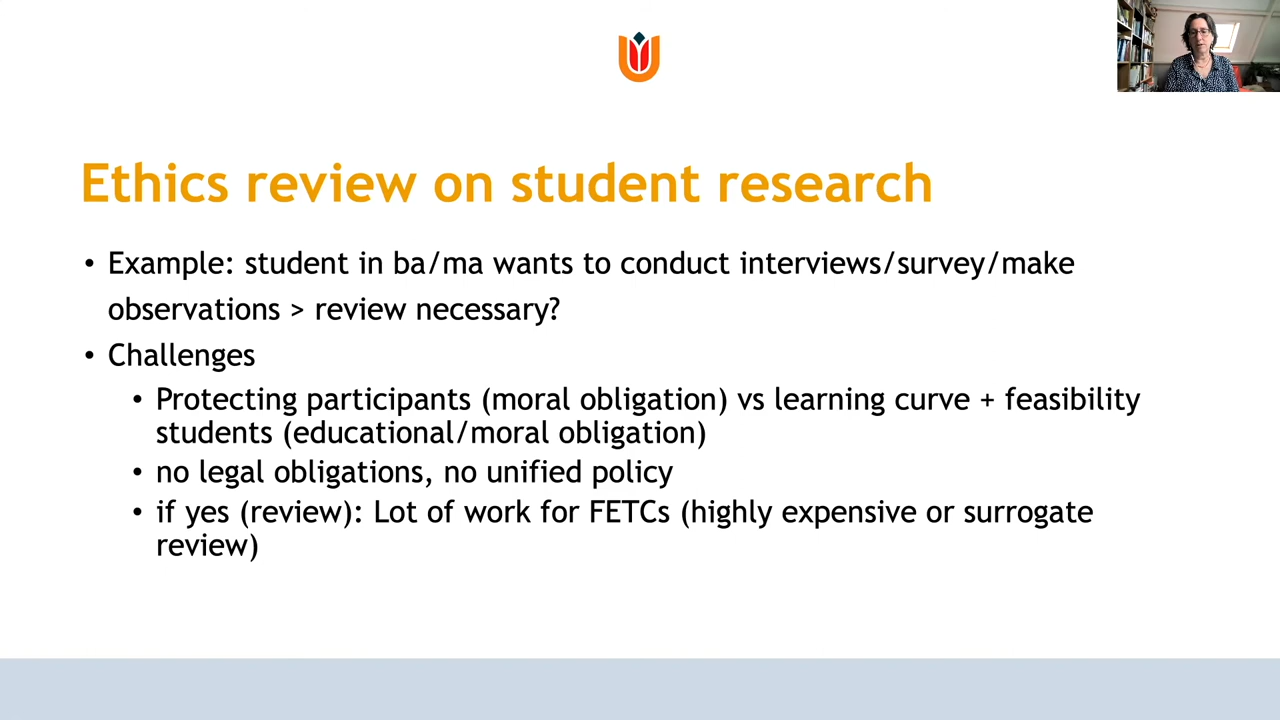 Ethics review on student research
• Example: student in ba/ma wants to conduct interviews/survey/make
observations > review necessary?
• Challenges
• Protecting participants (moral obligation) vs learning curve + feasibility
students (educational/moral obligation)
• no legal obligations, no unified policy
• if yes (review): Lot of work for FETCs (highly expensive or surrogate
review)